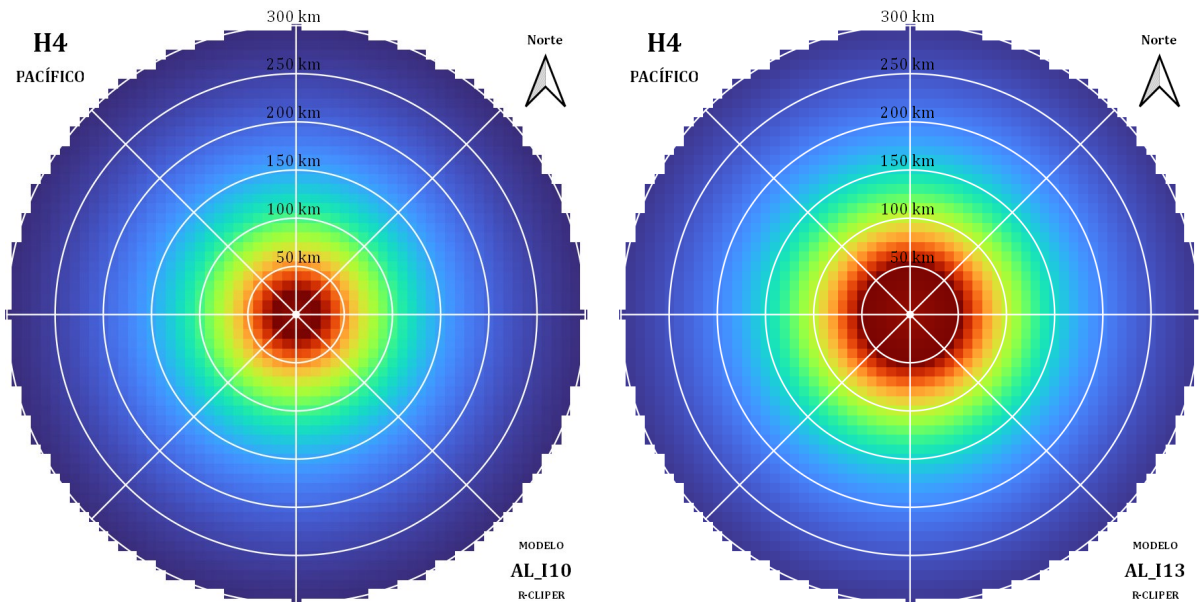 H4
PACÍFICO
Norte
300 km
250 km
200 km
150 km
100 km
50 km
MODELO
AL_I10
R-CLIPER
H4
PACÍFICO
Norte
300 km
250 km
200 km
150 km
100 km
50 km
MODELO
AL_I13
R-CLIPER